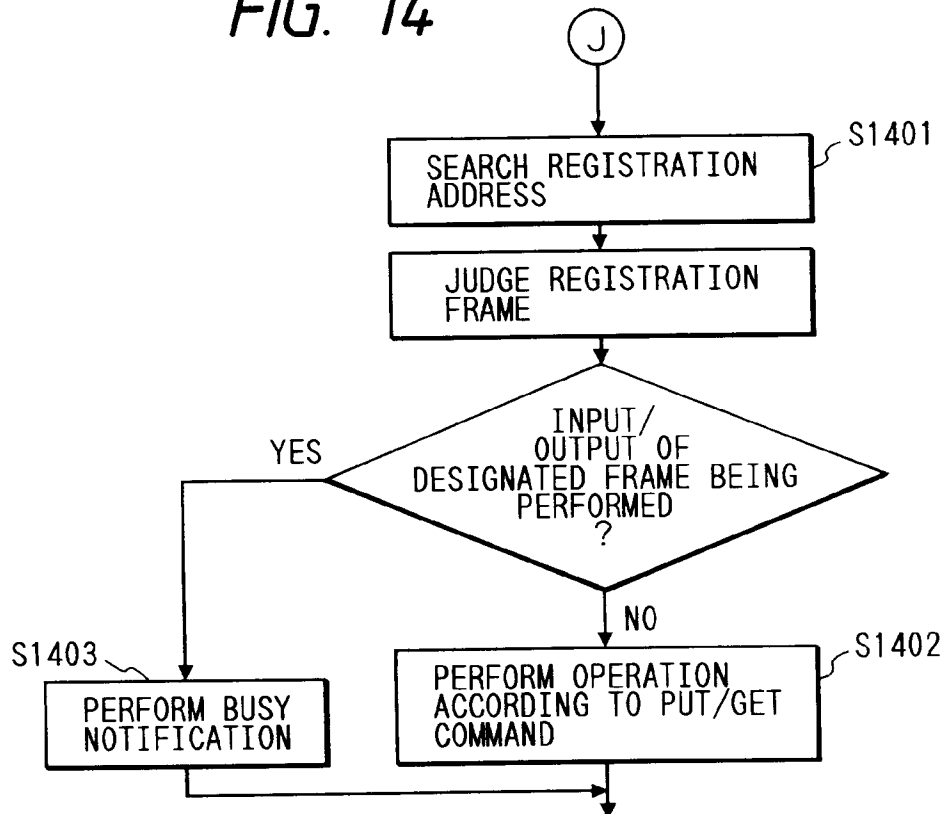 FIG. 14
J
S1401
SEARCH REGISTRATION
ADDRESS
JUDGE REGISTRATION
FRAME
INPUT/
OUTPUT OF
DESIGNATED FRAME BEING
PERFORMED
?
YES
NO
S1403
S1402
PERFORM BUSY
NOTIFICATION
PERFORM OPERATION
ACCORDING TO PUT/GET
COMMAND